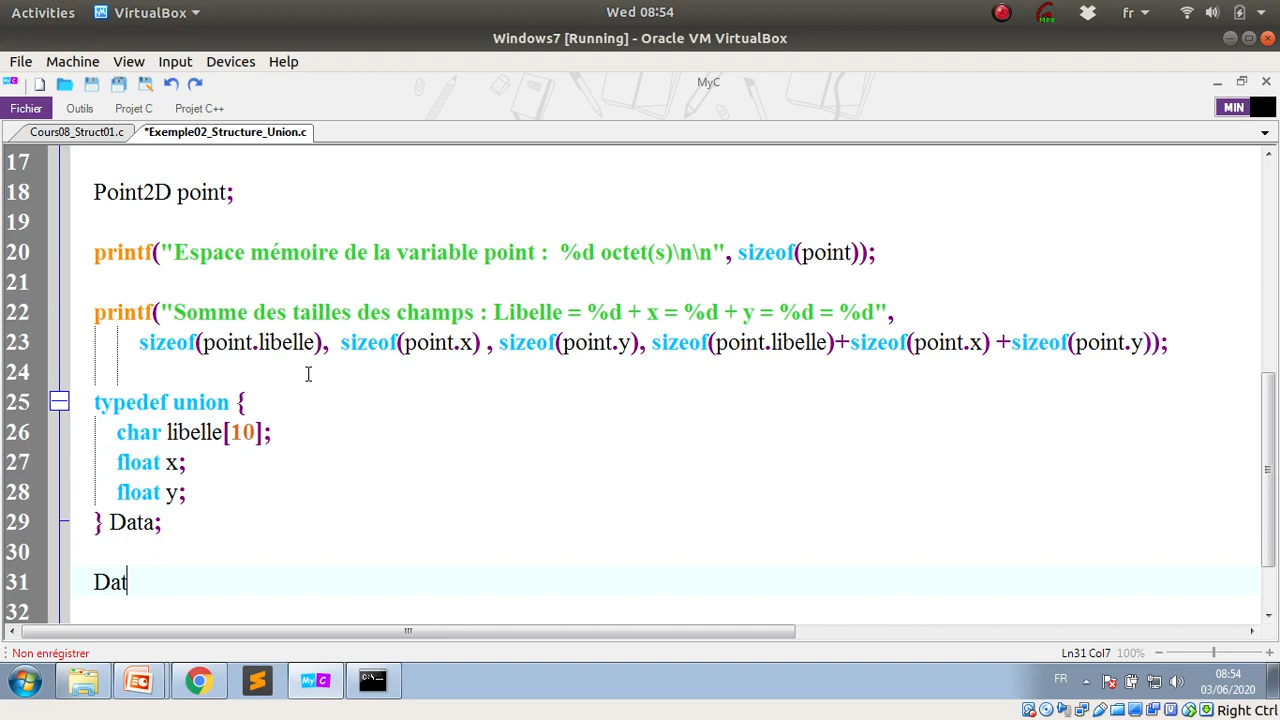 Activities VirtualBox Wed 08:54 fr
Windows7 [Running] - Oracle VM VirtualBox
File Machine View Input Devices Help
MyC
Fichier Outils Projet C Projet C++ MIN
Cours08_Struct01.c *Exemple02_Structure_Union.c
17
18 Point2D point;
19
20 printf("Espace mémoire de la variable point :  %d octet(s)\n\n", sizeof(point));
21
22 printf("Somme des tailles des champs : Libelle = %d + x = %d + y = %d = %d",
23 sizeof(point.libelle),  sizeof(point.x) , sizeof(point.y), sizeof(point.libelle)+sizeof(point.x) +sizeof(point.y));
24
25 typedef union {
26 char libelle[10];
27 float x;
28 float y;
29 } Data;
30
31 Dat
32
Non enrégistrer Ln31 Col7 100%
FR 08:54
03/06/2020
Right Ctrl